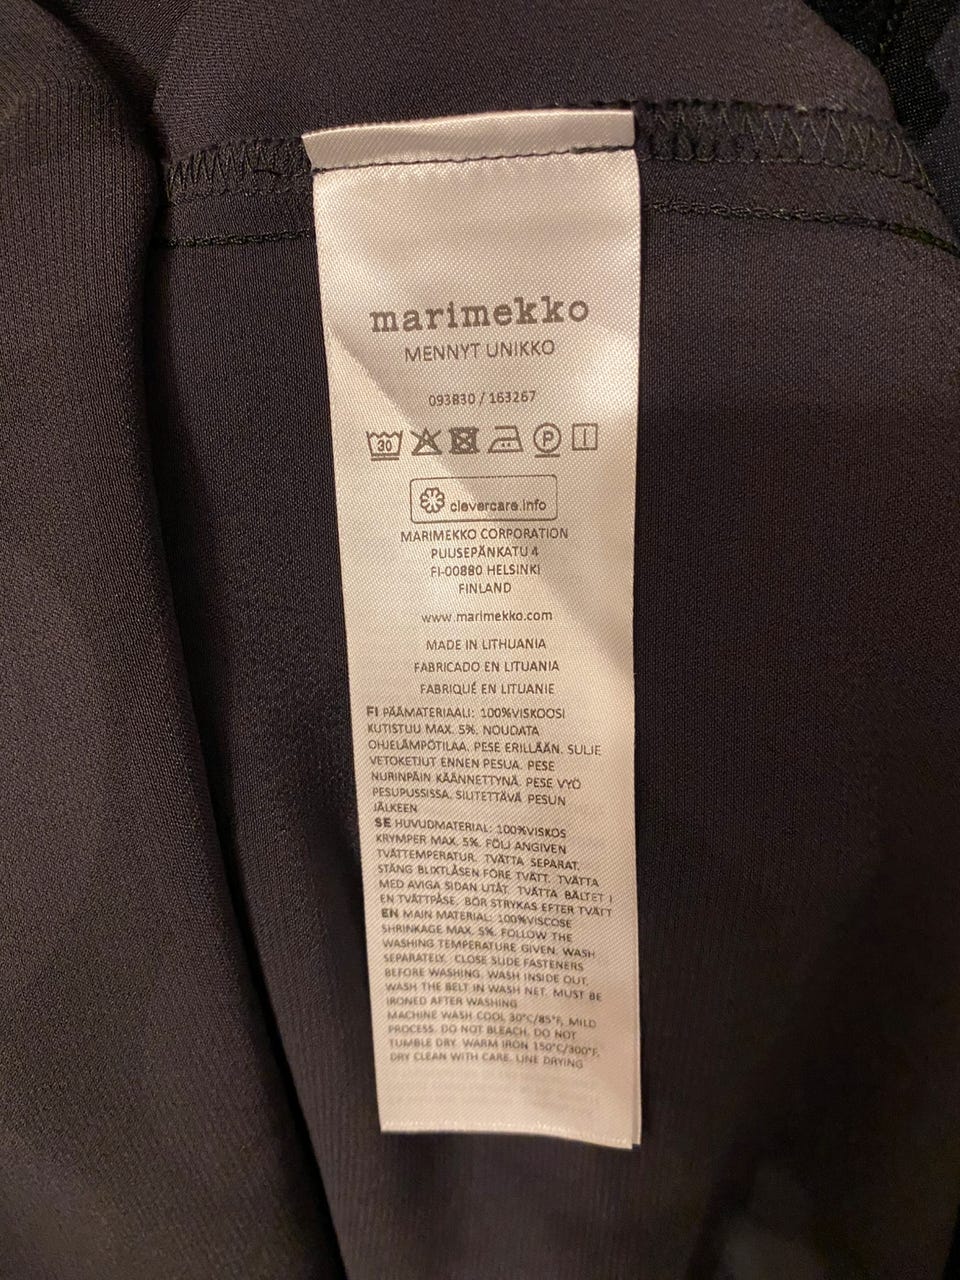 marimekko
MENNYT UNIKKO
093830 / 163267
30 P
clevercare.info
MARIMEKKO CORPORATION
PUUSEPÄNKATU 4
FI-00880 HELSINKI
FINLAND
www.marimekko.com
MADE IN LITHUANIA
FABRICADO EN LITUANIA
FABRIQUÉ EN LITUANIE
FI PÄÄMATERIAALI: 100%VISKOOSI
KUTISTUU MAX. 5%. NOUDATA
OHJELÄMPÖTILAA. PESE ERILLÄÄN. SULJE
VETOKETJUT ENNEN PESUA. PESE
NURINPÄIN KÄÄNNETTYNÄ. PESE VYÖ
PESUPUSSISSA. SILITETTÄVÄ PESUN
JÄLKEEN
SE HUVUDMATERIAL: 100%VISKOS
KRYMPER MAX. 5%. FÖLJ ANGIVEN
TVÄTTEMPERATUR. TVÄTTA SEPARAT.
STÄNG BLIXTLÅSEN FÖRE TVÄTT. TVÄTTA
MED AVIGA SIDAN UTÅT. TVÄTTA BÄLTET I
EN TVÄTTPÅSE. BÖR STRYKAS EFTER TVÄTT
EN MAIN MATERIAL: 100%VISCOSE
SHRINKAGE MAX. 5%. FOLLOW THE
WASHING TEMPERATURE GIVEN. WASH
SEPARATELY. CLOSE SLIDE FASTENERS
BEFORE WASHING. WASH INSIDE OUT.
WASH THE BELT IN WASH NET. MUST BE
IRONED AFTER WASHING
MACHINE WASH COOL 30°C/85°F, MILD
PROCESS. DO NOT BLEACH. DO NOT
TUMBLE DRY. WARM IRON 150°C/300°F,
DRY CLEAN WITH CARE. LINE DRYING